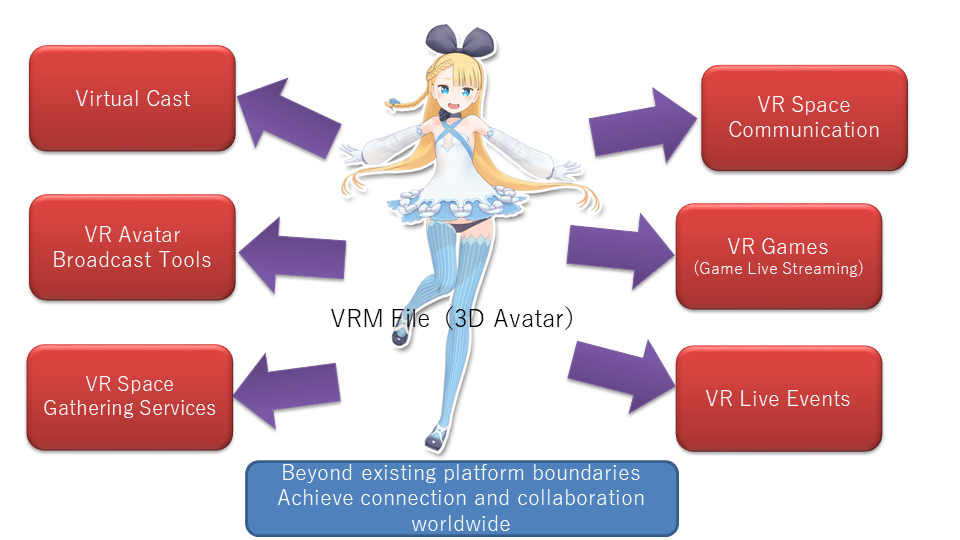 Virtual Cast
VR Space
Communication
VR Avatar
Broadcast Tools
VR Games
(Game Live Streaming)
VRM File（3D Avatar）
VR Space
Gathering Services
VR Live Events
Beyond existing platform boundaries
Achieve connection and collaboration
worldwide